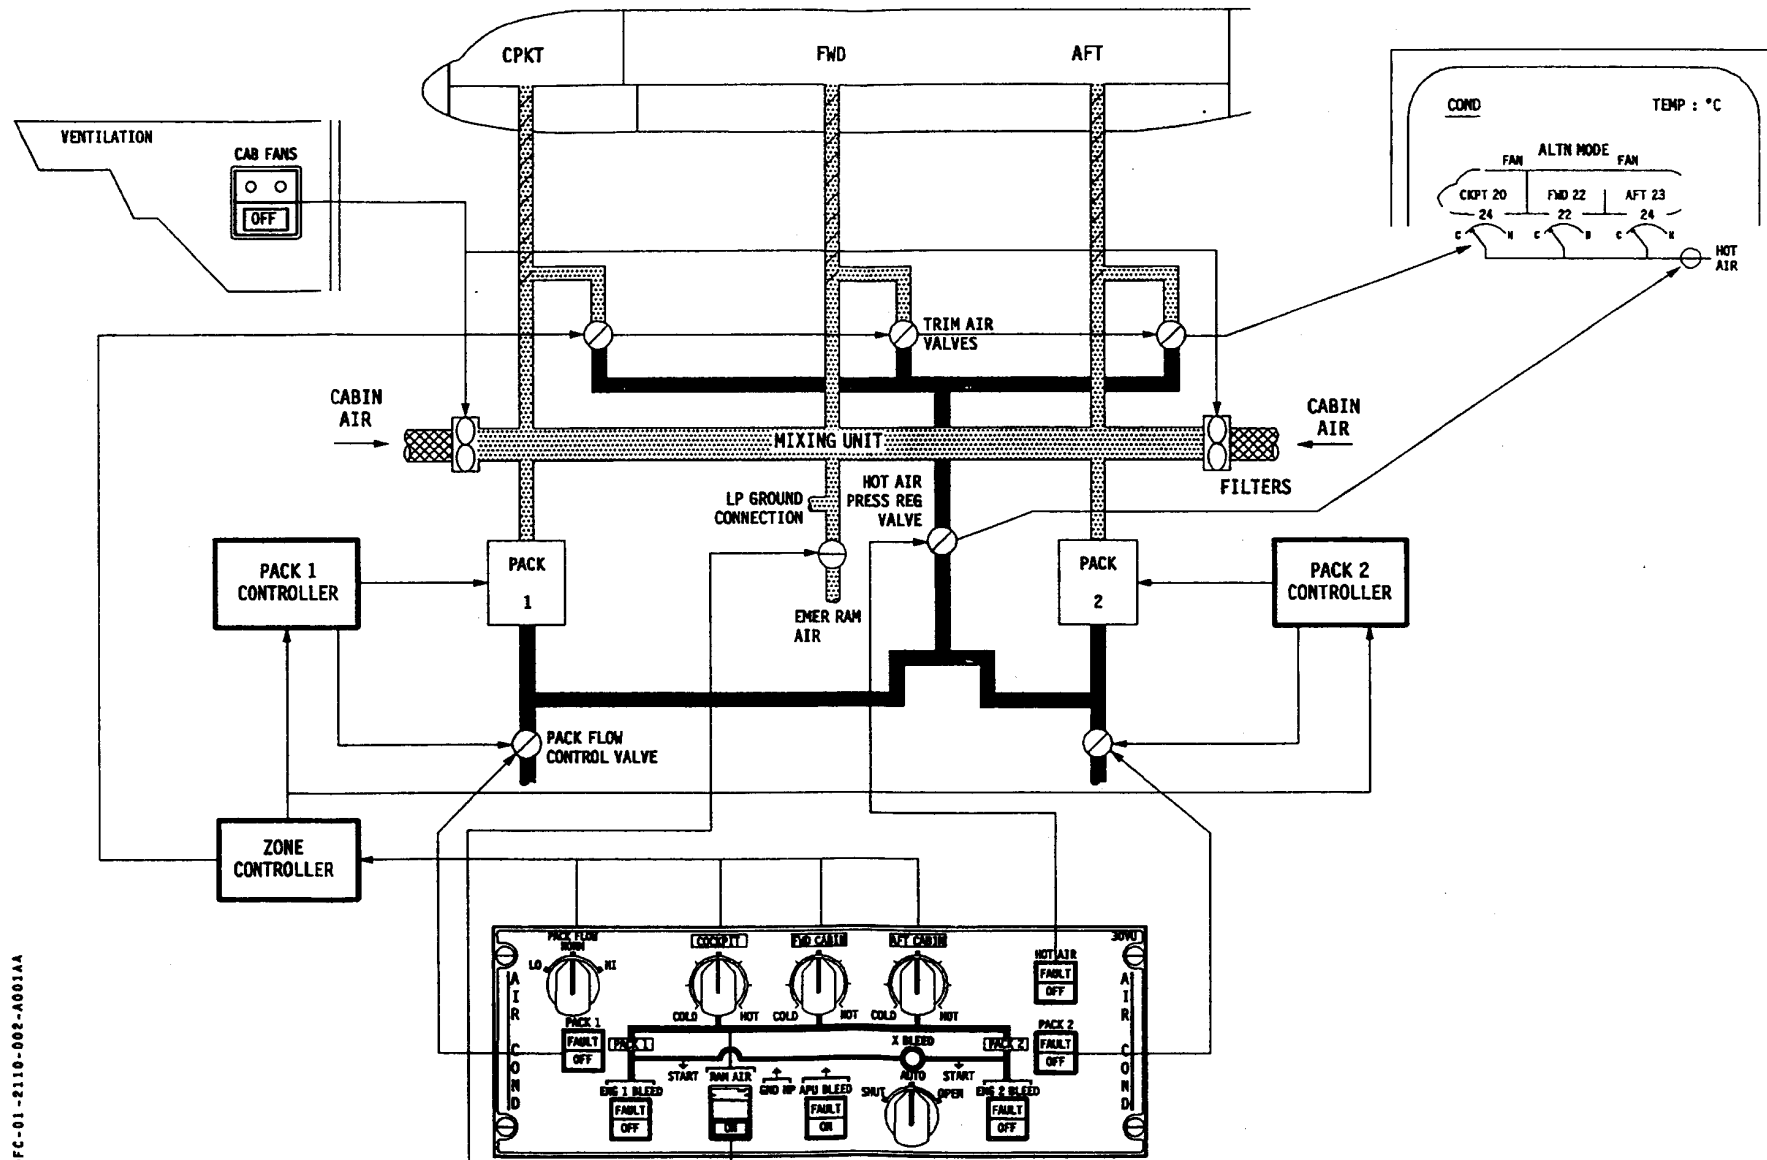 CPKT
FWD
AFT
VENTILATION
CAB FANS
OFF
COND
TEMP : °C
ALTN MODE
FAN
FAN
CKPT 20
FWD 22
AFT 23
24
22
24
C
H
C
C
HOT
AIR
TRIM AIR
VALVES
CABIN
AIR
MIXING UNIT
CABIN
AIR
FILTERS
LP GROUND
CONNECTION
HOT AIR
PRESS REG
VALVE
PACK 1
CONTROLLER
PACK
1
EMER RAM
AIR
PACK
2
PACK 2
CONTROLLER
PACK FLOW
CONTROL VALVE
ZONE
CONTROLLER
PACK FLOW
NORM
LO
HI
COCKPIT
FWD CABIN
AFT CABIN
30VU
HOT AIR
FAULT
OFF
COLD
HOT
COLD
HOT
COLD
HOT
AIR COND
AIR COND
PACK 1
FAULT
OFF
PACK 1
X BLEED
PACK 2
PACK 2
FAULT
OFF
START
RAM AIR
GND HP
APU BLEED
AUTO
START
ENG 1 BLEED
FAULT
OFF
ON
FAULT
ON
SHUT
OPEN
ENG 2 BLEED
FAULT
OFF
FC-01-2110-002-A001AA